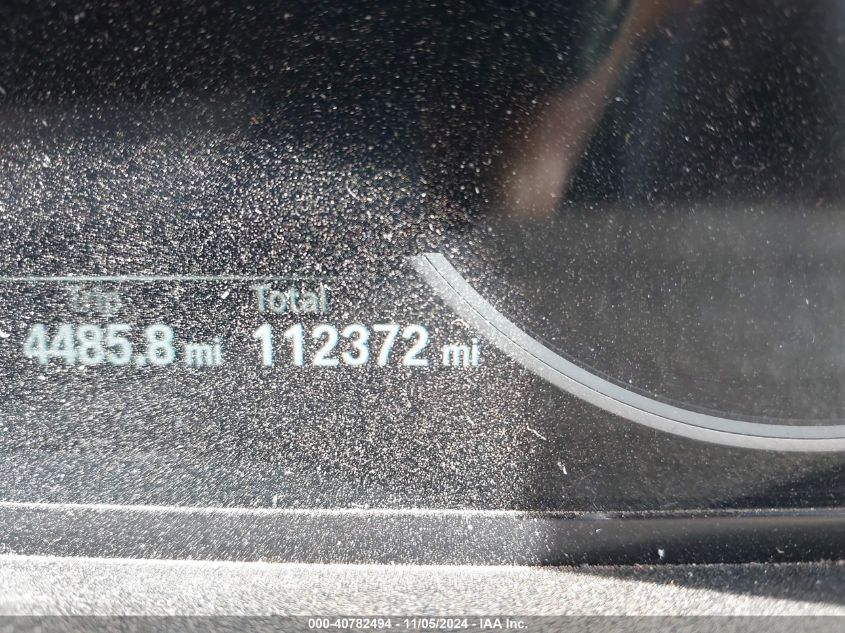 Trip Total
4485.8 mi 112372 mi
000-40782494 - 11/05/2024 - IAA Inc.